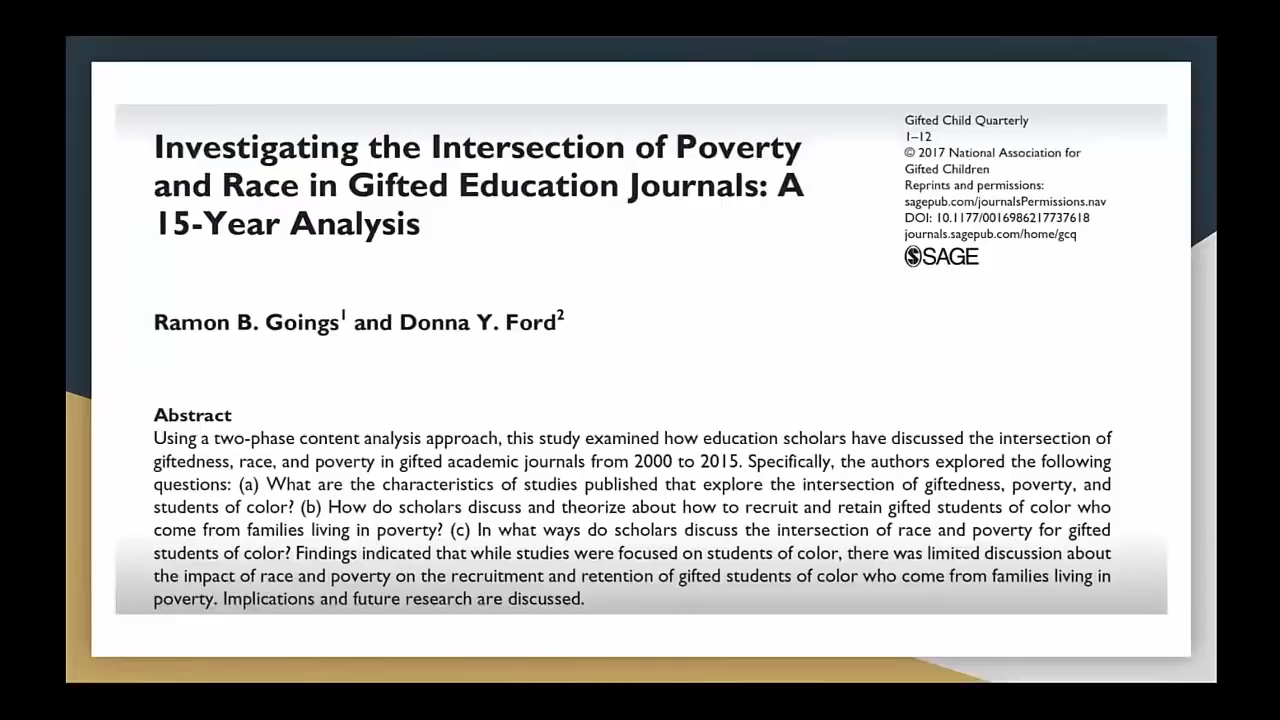 Investigating the Intersection of Poverty
and Race in Gifted Education Journals: A
15-Year Analysis
Gifted Child Quarterly
1–12
© 2017 National Association for
Gifted Children
Reprints and permissions:
sagepub.com/journalsPermissions.nav
DOI: 10.1177/0016986217737618
journals.sagepub.com/home/gcq
SAGE
Ramon B. Goings1 and Donna Y. Ford2
Abstract
Using a two-phase content analysis approach, this study examined how education scholars have discussed the intersection of
giftedness, race, and poverty in gifted academic journals from 2000 to 2015. Specifically, the authors explored the following
questions: (a) What are the characteristics of studies published that explore the intersection of giftedness, poverty, and
students of color? (b) How do scholars discuss and theorize about how to recruit and retain gifted students of color who
come from families living in poverty? (c) In what ways do scholars discuss the intersection of race and poverty for gifted
students of color? Findings indicated that while studies were focused on students of color, there was limited discussion about
the impact of race and poverty on the recruitment and retention of gifted students of color who come from families living in
poverty. Implications and future research are discussed.